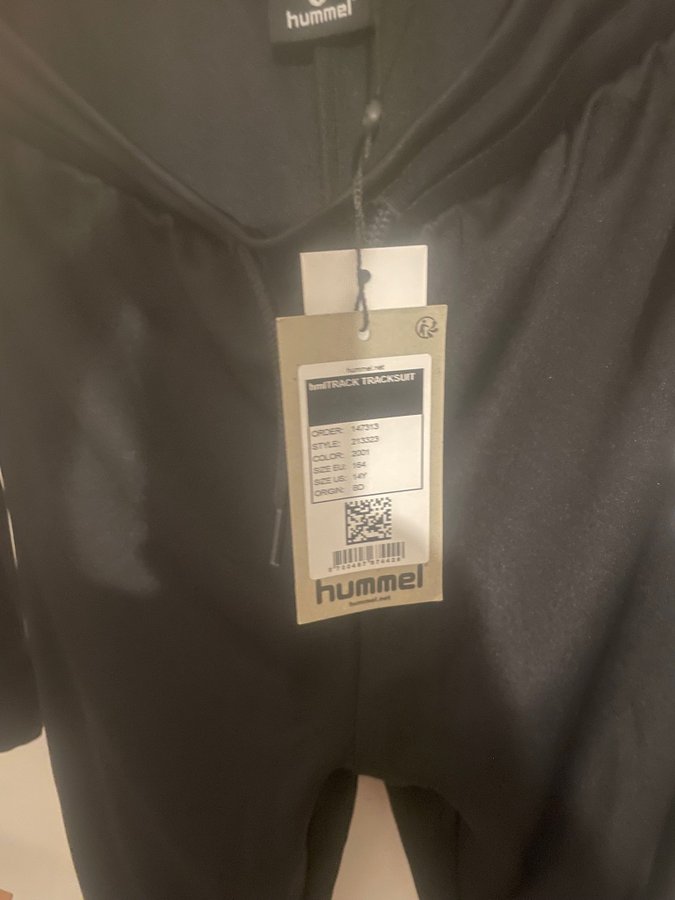 hummel
hummel.net
hmlTRACK TRACKSUIT
ORDER: 147313
STYLE: 213323
COLOR: 2001
SIZE EU: 164
SIZE US: 14Y
ORIGIN: BD
hummel
hummel.net